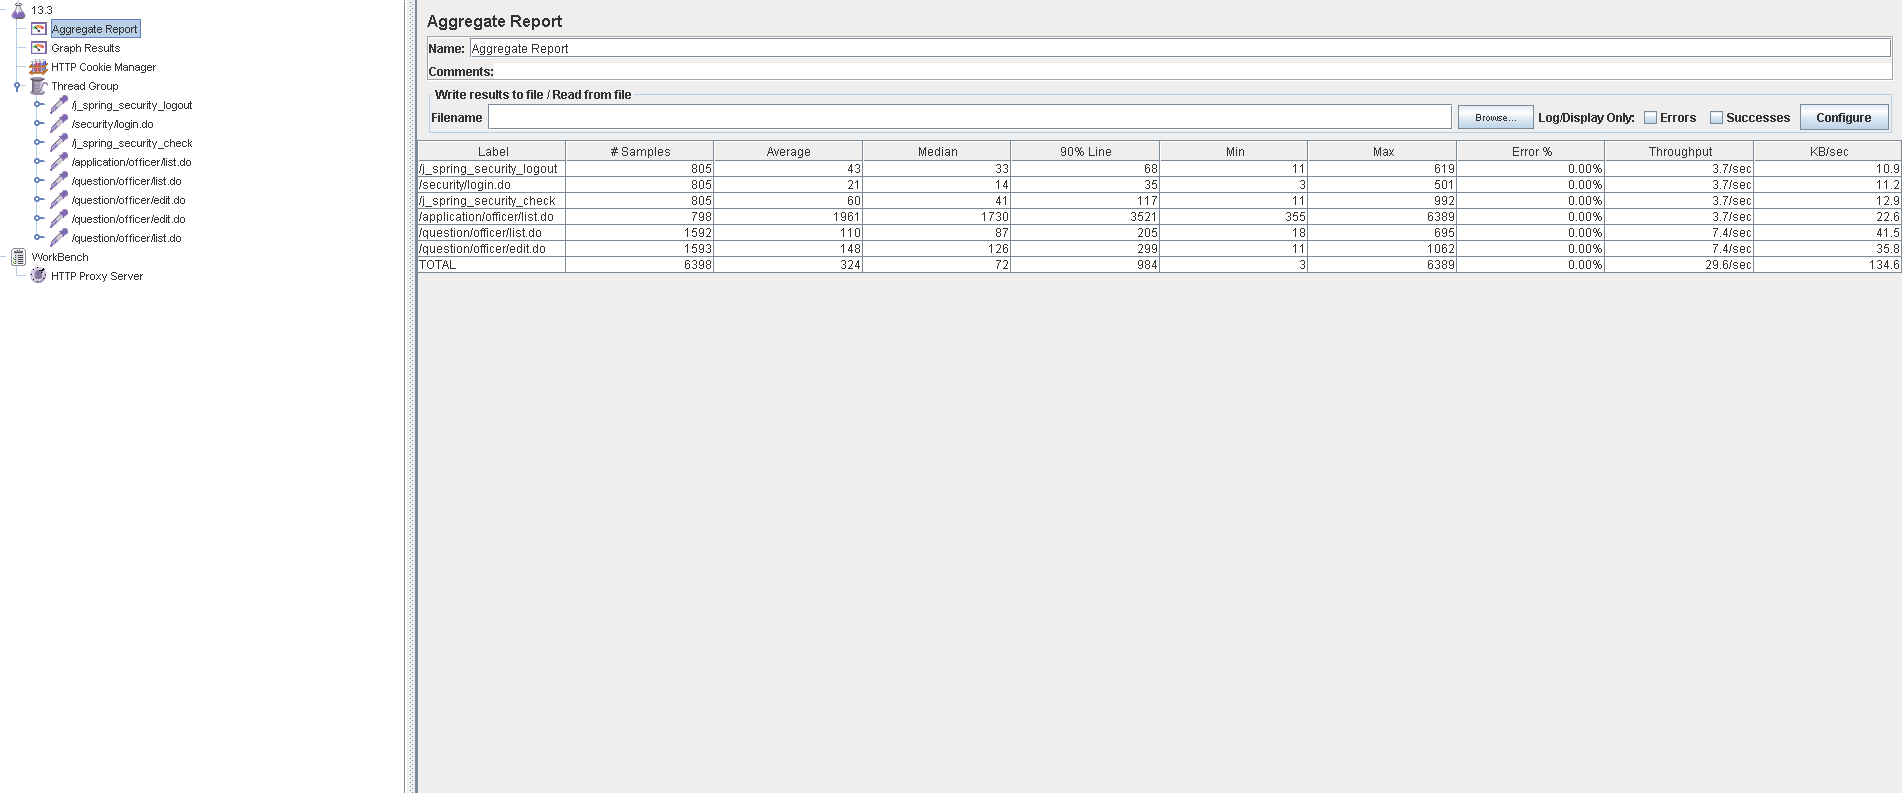 13.3
Aggregate Report
Graph Results
HTTP Cookie Manager
Thread Group
/j_spring_security_logout
/security/login.do
/j_spring_security_check
/application/officer/list.do
/question/officer/list.do
/question/officer/edit.do
/question/officer/edit.do
/question/officer/list.do
WorkBench
HTTP Proxy Server
Aggregate Report
Name: Aggregate Report
Comments:
Write results to file / Read from file
Filename Browse... Log/Display Only: Errors Successes Configure
Label # Samples Average Median 90% Line Min Max Error % Throughput KB/sec
/j_spring_security_logout 805 43 33 68 11 619 0.00% 3.7/sec 10.9
/security/login.do 805 21 14 35 3 501 0.00% 3.7/sec 11.2
/j_spring_security_check 805 60 41 117 11 992 0.00% 3.7/sec 12.9
/application/officer/list.do 798 1961 1730 3521 355 6389 0.00% 3.7/sec 22.6
/question/officer/list.do 1592 110 87 205 18 695 0.00% 7.4/sec 41.5
/question/officer/edit.do 1593 148 126 299 11 1062 0.00% 7.4/sec 35.8
TOTAL 6398 324 72 984 3 6389 0.00% 29.6/sec 134.6